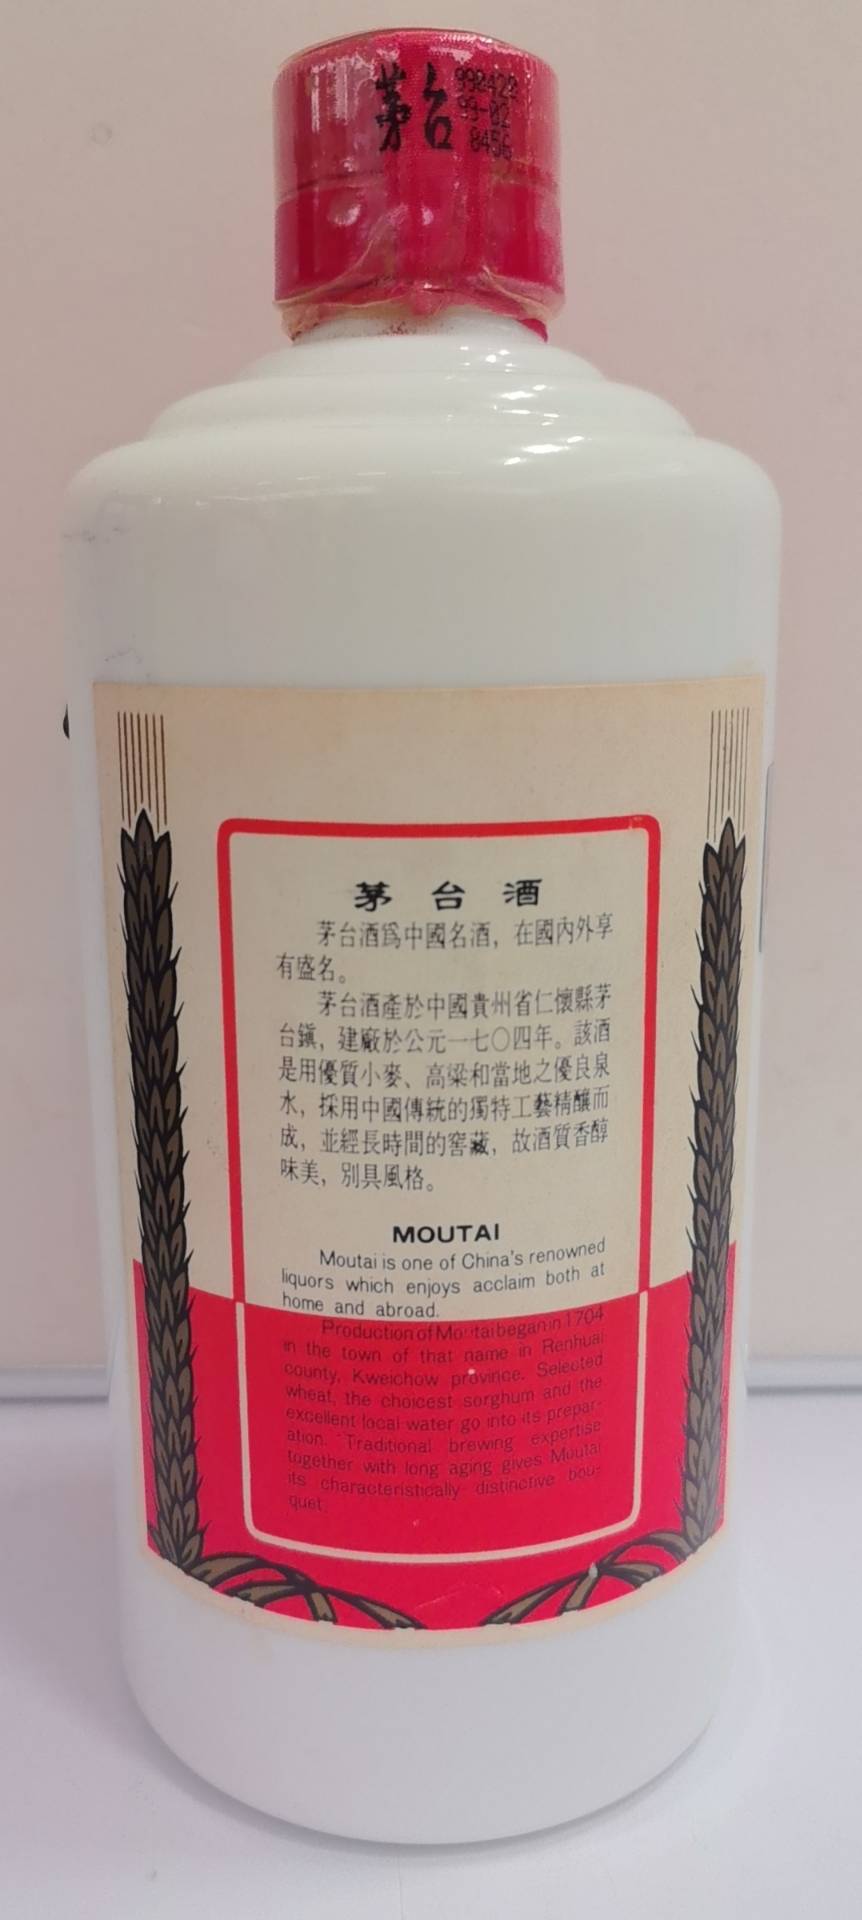 茅台
990428
99-02
8456
茅台酒
茅台酒爲中國名酒，在國內外享
有盛名。
茅台酒產於中國貴州省仁懷縣茅
台鎮，建廠於公元一七〇四年。該酒
是用優質小麥、高粱和當地之優良泉
水，採用中國傳統的獨特工藝精釀而
成，並經長時間的窖藏，故酒質香醇
味美，別具風格。
MOUTAI
Moutai is one of China's renowned
liquors which enjoys acclaim both at
home and abroad.
Production of Moutai began in 1704
in the town of that name in Renhuai
county, Kweichow province. Selected
wheat, the choicest sorghum and the
excellent local water go into its prepar-
ation. Traditional brewing expertise
together with long aging gives Moutai
its characteristically distinctive bou-
quet.